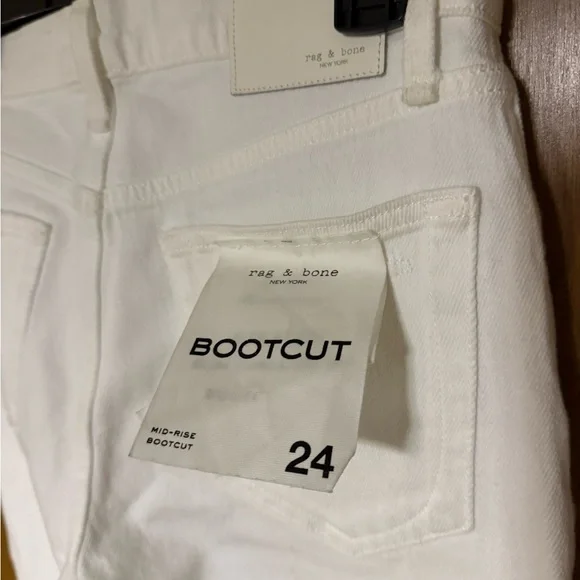 rag & bone
NEW YORK
rag & bone
NEW YORK
BOOTCUT
MID-RISE
BOOTCUT
24